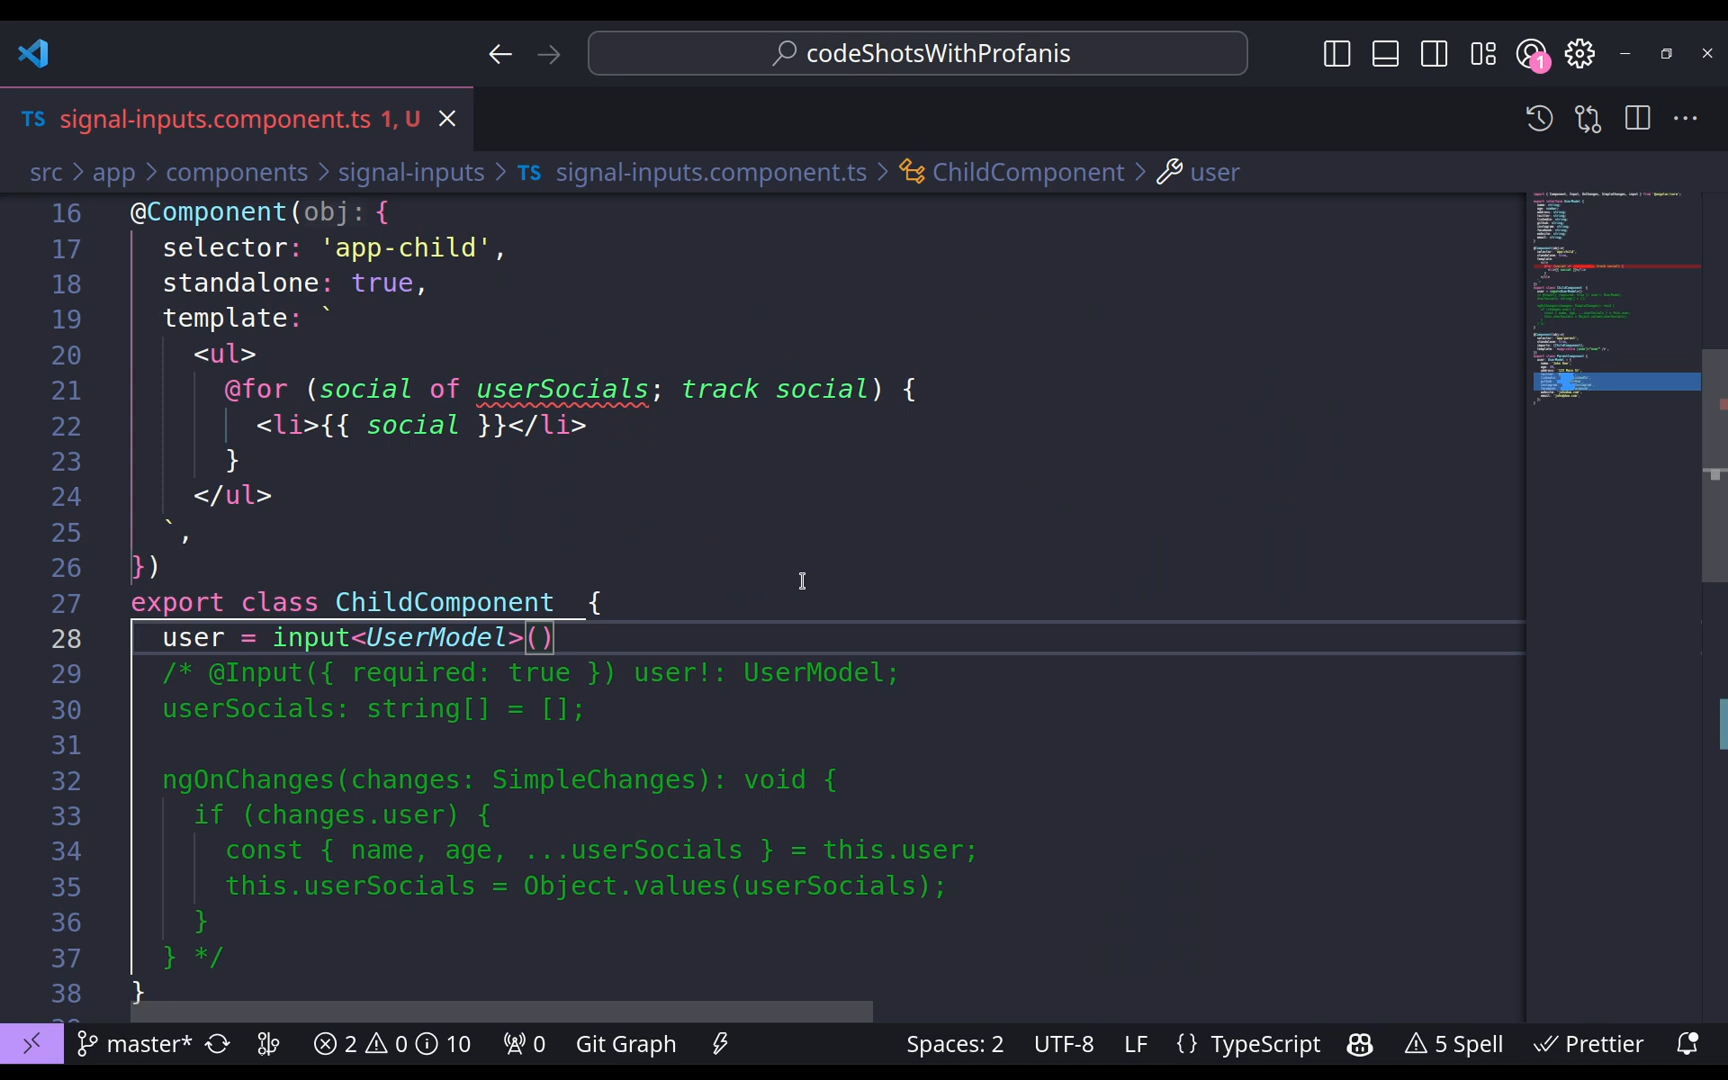 codeShotsWithProfanis
1
TS signal-inputs.component.ts 1, U
src > app > components > signal-inputs > TS signal-inputs.component.ts > ChildComponent > user
16 @Component(obj: {
17 selector: 'app-child',
18 standalone: true,
19 template: `
20 <ul>
21 @for (social of userSocials; track social) {
22 <li>{{ social }}</li>
23 }
24 </ul>
25 `,
26 })
27 export class ChildComponent {
28 user = input<UserModel>()
29 /* @Input({ required: true }) user!: UserModel;
30 userSocials: string[] = [];
31
32 ngOnChanges(changes: SimpleChanges): void {
33 if (changes.user) {
34 const { name, age, ...userSocials } = this.user;
35 this.userSocials = Object.values(userSocials);
36 }
37 } */
38 }
master* 2 0 10 0 Git Graph Spaces: 2 UTF-8 LF {} TypeScript 5 Spell Prettier